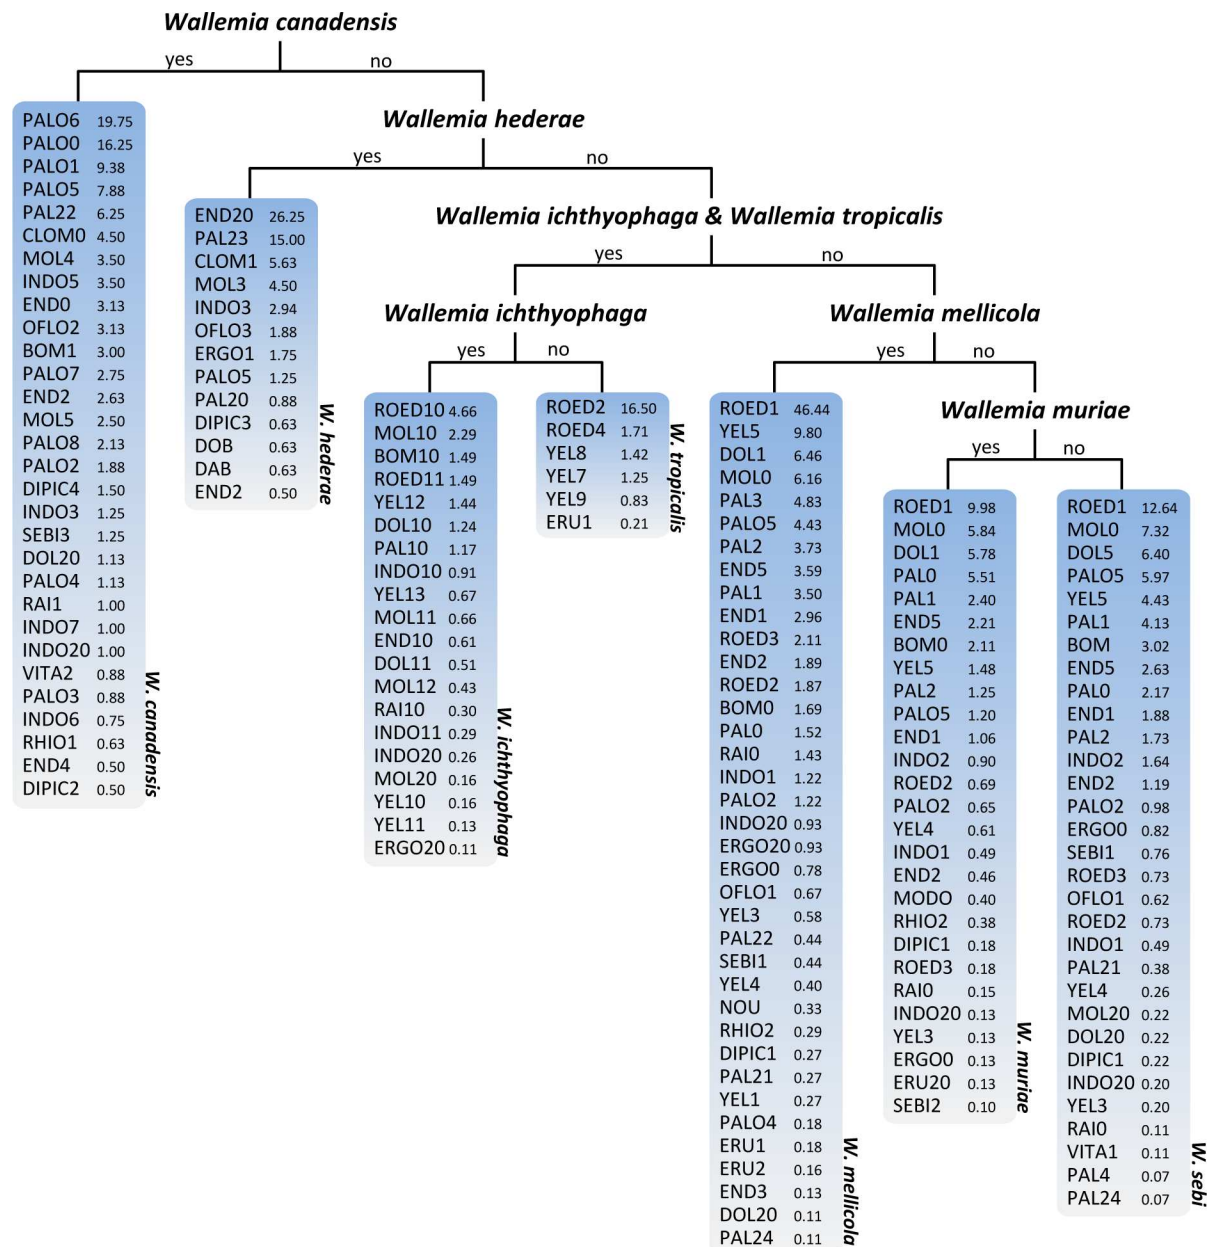 Wallemia canadensis
yes no
PALO6 19.75
PALO0 16.25
PALO1 9.38
PALO5 7.88
PAL22 6.25
CLOM0 4.50
MOL4 3.50
INDO5 3.50
END0 3.13
OFLO2 3.13
BOM1 3.00
PALO7 2.75
END2 2.63
MOL5 2.50
PALO8 2.13
PALO2 1.88
DIPIC4 1.50
INDO3 1.25
SEBI3 1.25
DOL20 1.13
PALO4 1.13
RAI1 1.00
INDO7 1.00
INDO20 1.00
VITA2 0.88
PALO3 0.88
INDO6 0.75
RHIO1 0.63
END4 0.50
DIPIC2 0.50
W. canadensis
Wallemia hederae
yes no
END20 26.25
PAL23 15.00
CLOM1 5.63
MOL3 4.50
INDO3 2.94
OFLO3 1.88
ERGO1 1.75
PALO5 1.25
PAL20 0.88
DIPIC3 0.63
DOB 0.63
DAB 0.63
END2 0.50
W. hederae
Wallemia ichthyophaga & Wallemia tropicalis
yes no
Wallemia ichthyophaga
yes no
ROED10 4.66
MOL10 2.29
BOM10 1.49
ROED11 1.49
YEL12 1.44
DOL10 1.24
PAL10 1.17
INDO10 0.91
YEL13 0.67
MOL11 0.66
END10 0.61
DOL11 0.51
MOL12 0.43
RAI10 0.30
INDO11 0.29
INDO20 0.26
MOL20 0.16
YEL10 0.16
YEL11 0.13
ERGO20 0.11
W. ichthyophaga
ROED2 16.50
ROED4 1.71
YEL8 1.42
YEL7 1.25
YEL9 0.83
ERU1 0.21
W. tropicalis
Wallemia mellicola
yes no
ROED1 46.44
YEL5 9.80
DOL1 6.46
MOL0 6.16
PAL3 4.83
PALO5 4.43
PAL2 3.73
END5 3.59
PAL1 3.50
END1 2.96
ROED3 2.11
END2 1.89
ROED2 1.87
BOM0 1.69
PAL0 1.52
RAI0 1.43
INDO1 1.22
PALO2 1.22
INDO20 0.93
ERGO20 0.93
ERGO0 0.78
OFLO1 0.67
YEL3 0.58
PAL22 0.44
SEBI1 0.44
YEL4 0.40
NOU 0.33
RHIO2 0.29
DIPIC1 0.27
PAL21 0.27
YEL1 0.27
PALO4 0.18
ERU1 0.18
ERU2 0.16
END3 0.13
DOL20 0.11
PAL24 0.11
W. mellicola
Wallemia muriae
yes no
ROED1 9.98
MOL0 5.84
DOL1 5.78
PAL0 5.51
PAL1 2.40
END5 2.21
BOM0 2.11
YEL5 1.48
PAL2 1.25
PALO5 1.20
END1 1.06
INDO2 0.90
ROED2 0.69
PALO2 0.65
YEL4 0.61
INDO1 0.49
END2 0.46
MODO 0.40
RHIO2 0.38
DIPIC1 0.18
ROED3 0.18
RAI0 0.15
INDO20 0.13
YEL3 0.13
ERGO0 0.13
ERU20 0.13
SEBI2 0.10
W. muriae
ROED1 12.64
MOL0 7.32
DOL5 6.40
PALO5 5.97
YEL5 4.43
PAL1 4.13
BOM 3.02
END5 2.63
PAL0 2.17
END1 1.88
PAL2 1.73
INDO2 1.64
END2 1.19
PALO2 0.98
ERGO0 0.82
SEBI1 0.76
ROED3 0.73
OFLO1 0.62
ROED2 0.73
INDO1 0.49
PAL21 0.38
YEL4 0.26
MOL20 0.22
DOL20 0.22
DIPIC1 0.22
INDO20 0.20
YEL3 0.20
RAI0 0.11
VITA1 0.11
PAL4 0.07
PAL24 0.07
W. sebi